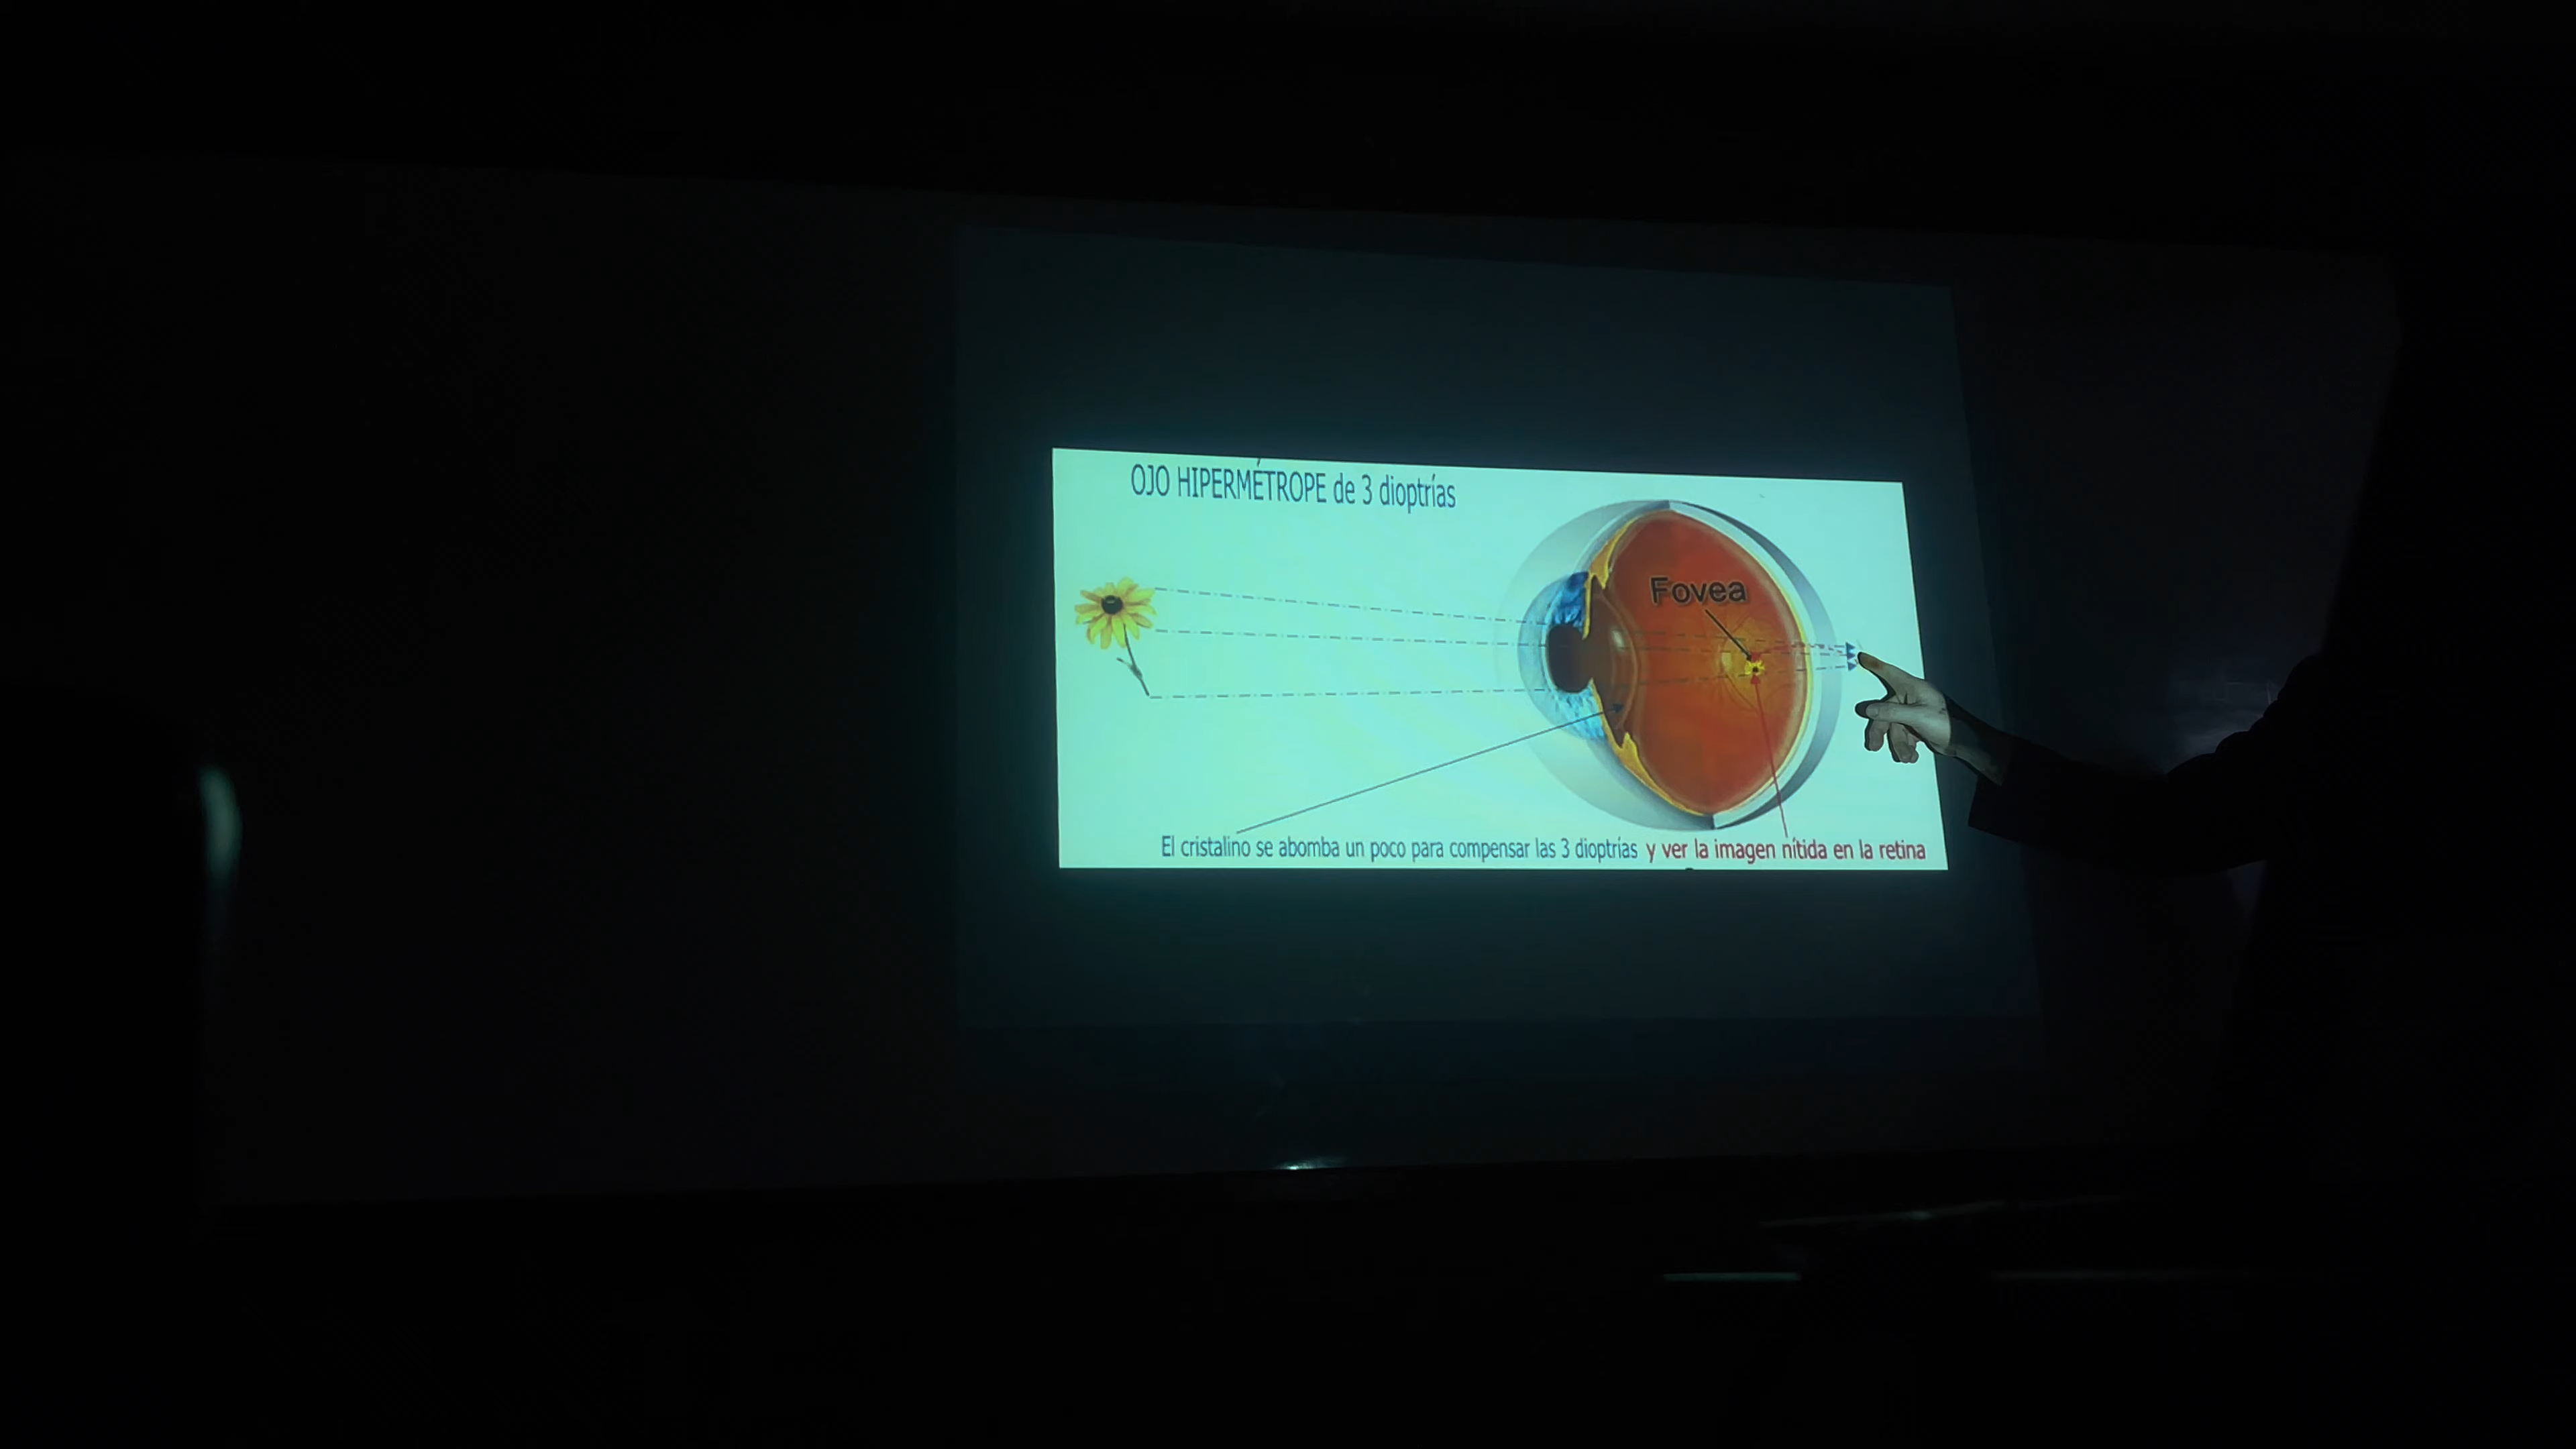 OJO HIPERMÉTROPE de 3 dioptrías
Fovea
El cristalino se abomba un poco para compensar las 3 dioptrías y ver la imagen nítida en la retina